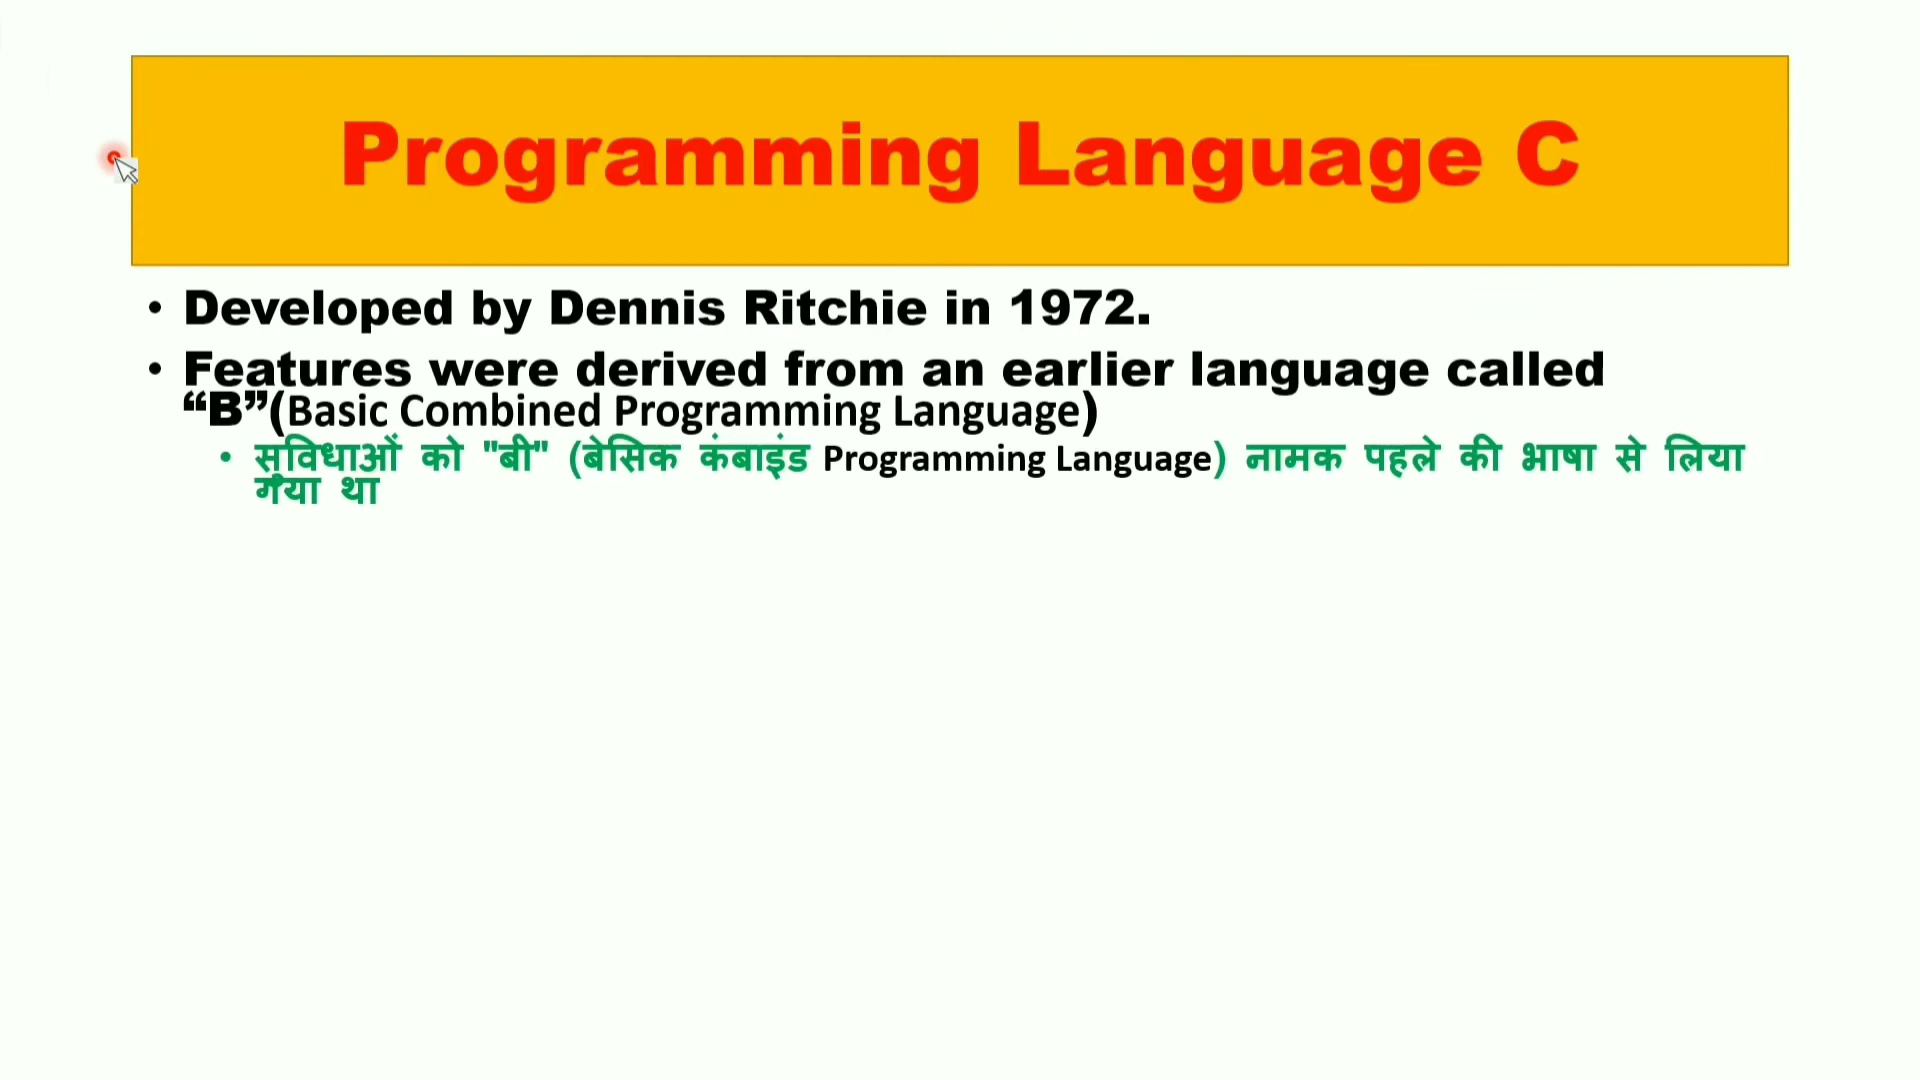 Programming Language C
• Developed by Dennis Ritchie in 1972.
• Features were derived from an earlier language called
“B”(Basic Combined Programming Language)
• सुविधाओं को "बी" (बेसिक कंबाइंड Programming Language) नामक पहले की भाषा से लिया
गया था